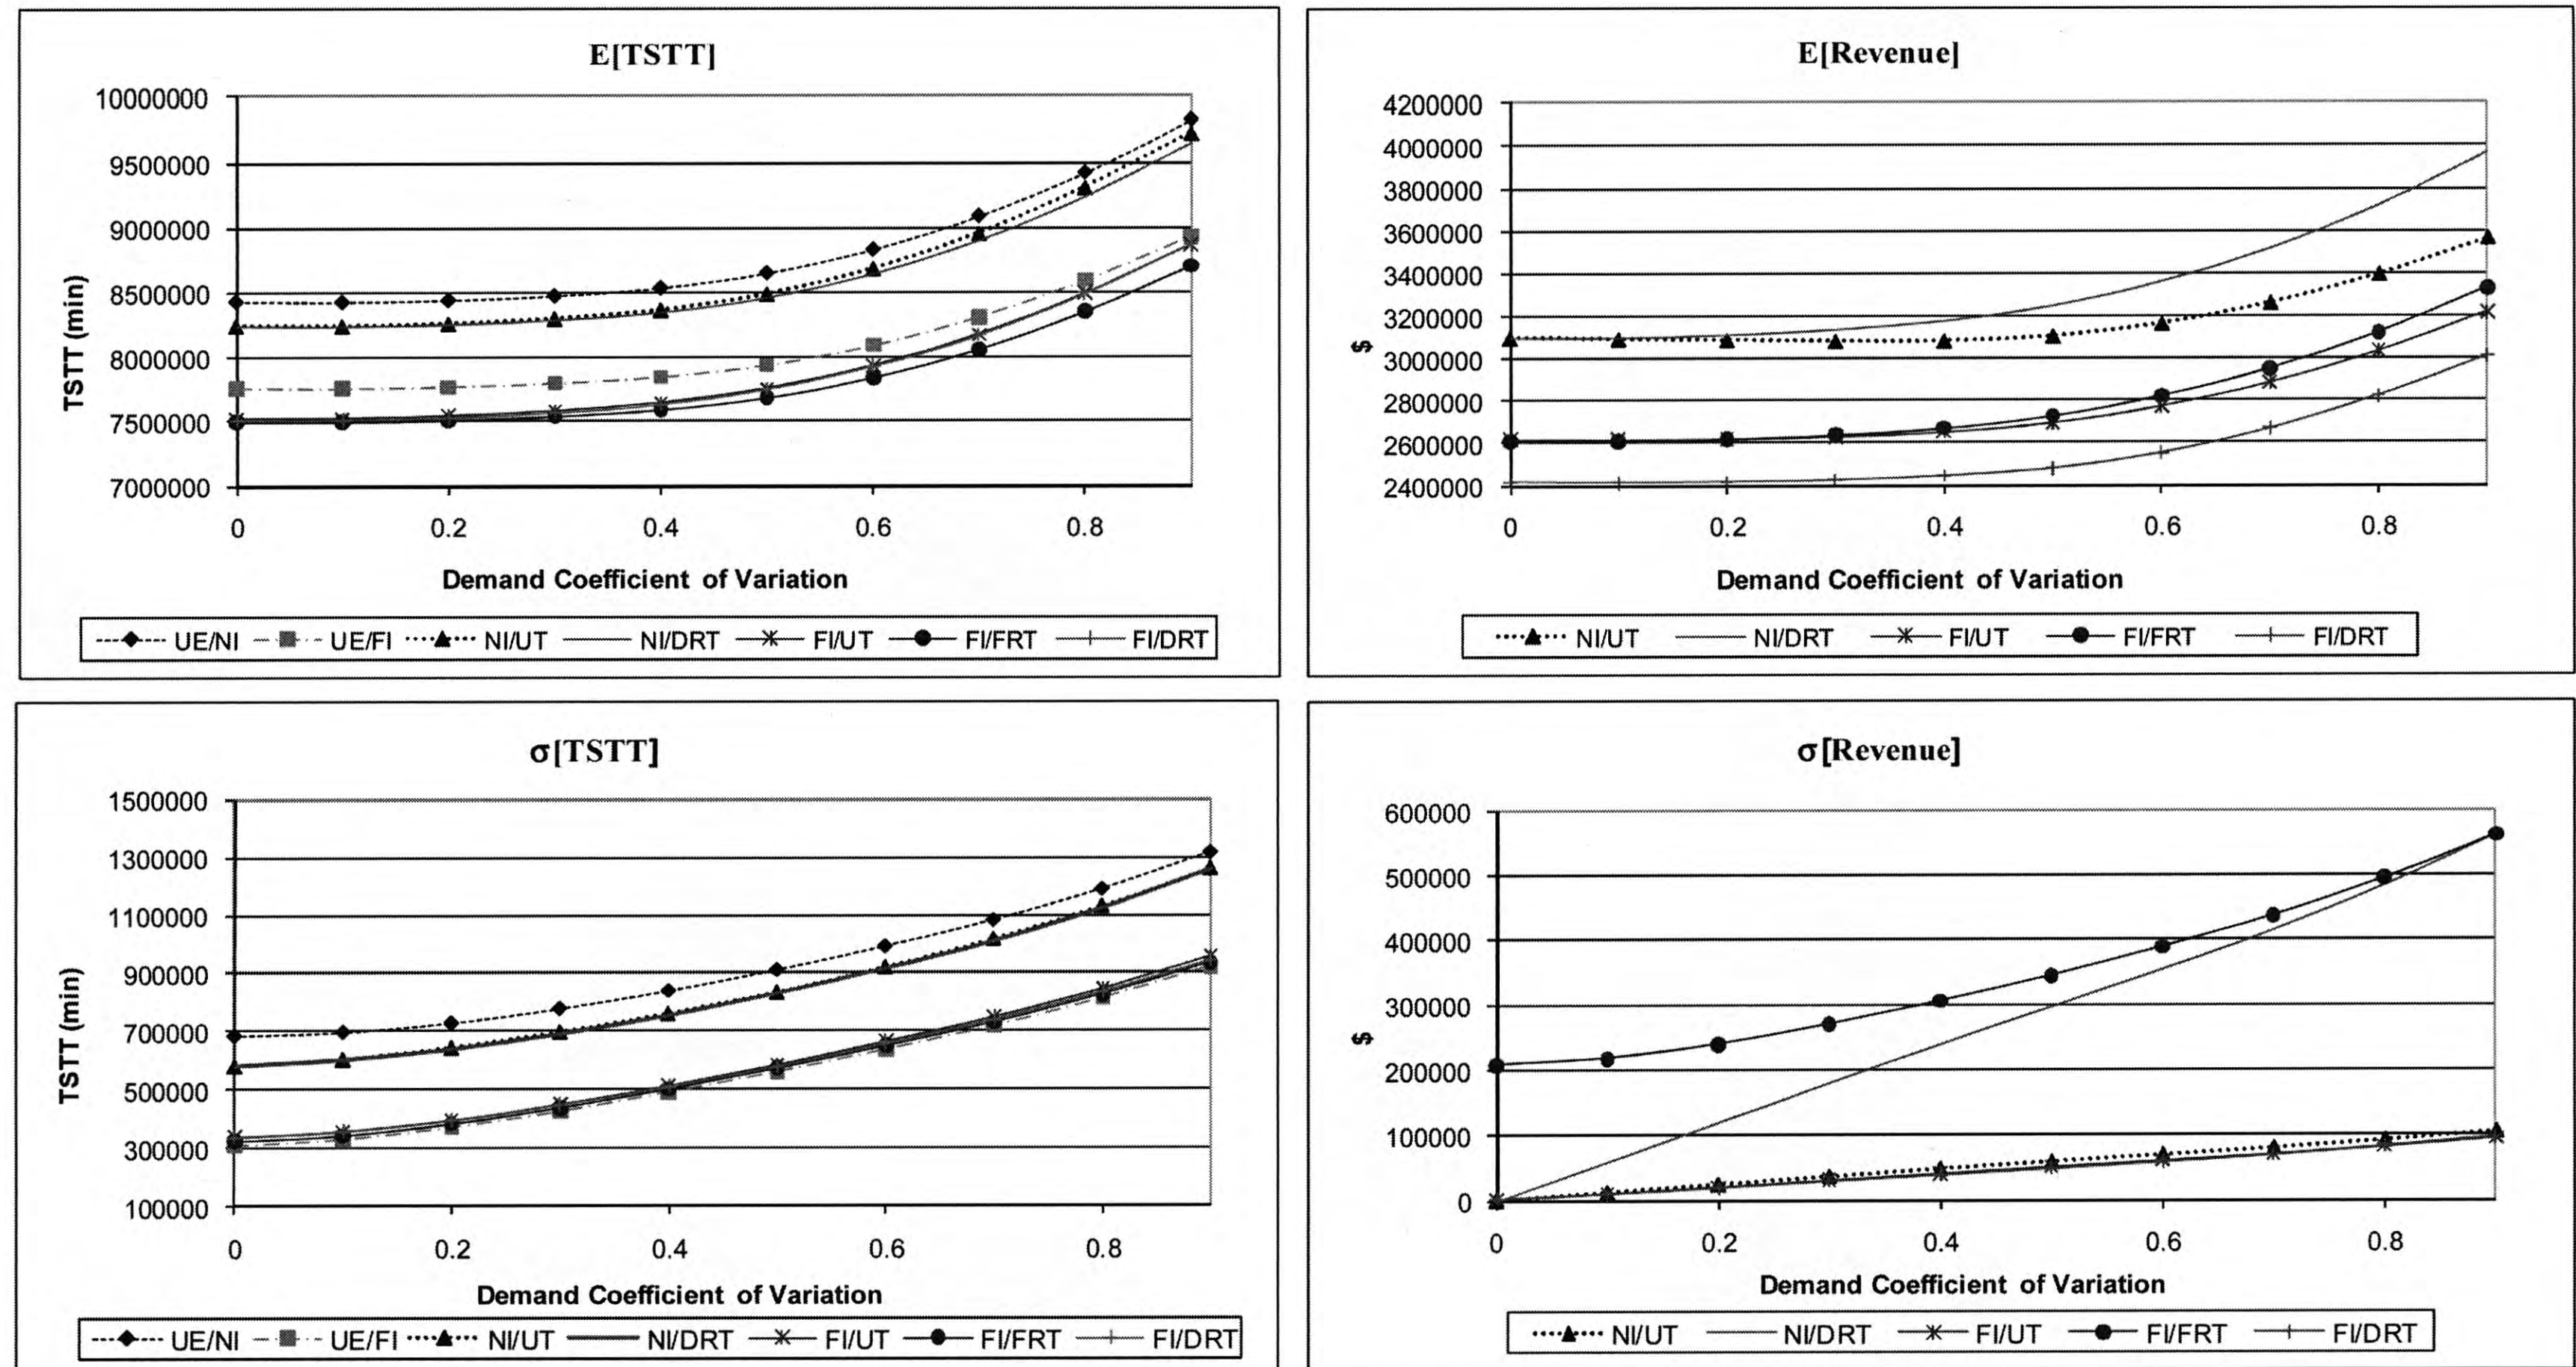 E[TSTT]
10000000
9500000
9000000
8500000
8000000
7500000
7000000
TSTT (min)
0 0.2 0.4 0.6 0.8
Demand Coefficient of Variation
UE/NI UE/FI NI/UT NI/DRT FI/UT FI/FRT FI/DRT
E[Revenue]
4200000
4000000
3800000
3600000
3400000
3200000
3000000
2800000
2600000
2400000
$
0 0.2 0.4 0.6 0.8
Demand Coefficient of Variation
NI/UT NI/DRT FI/UT FI/FRT FI/DRT
σ[TSTT]
1500000
1300000
1100000
900000
700000
500000
300000
100000
TSTT (min)
0 0.2 0.4 0.6 0.8
Demand Coefficient of Variation
UE/NI UE/FI NI/UT NI/DRT FI/UT FI/FRT FI/DRT
σ[Revenue]
600000
500000
400000
300000
200000
100000
0
$
0 0.2 0.4 0.6 0.8
Demand Coefficient of Variation
NI/UT NI/DRT FI/UT FI/FRT FI/DRT